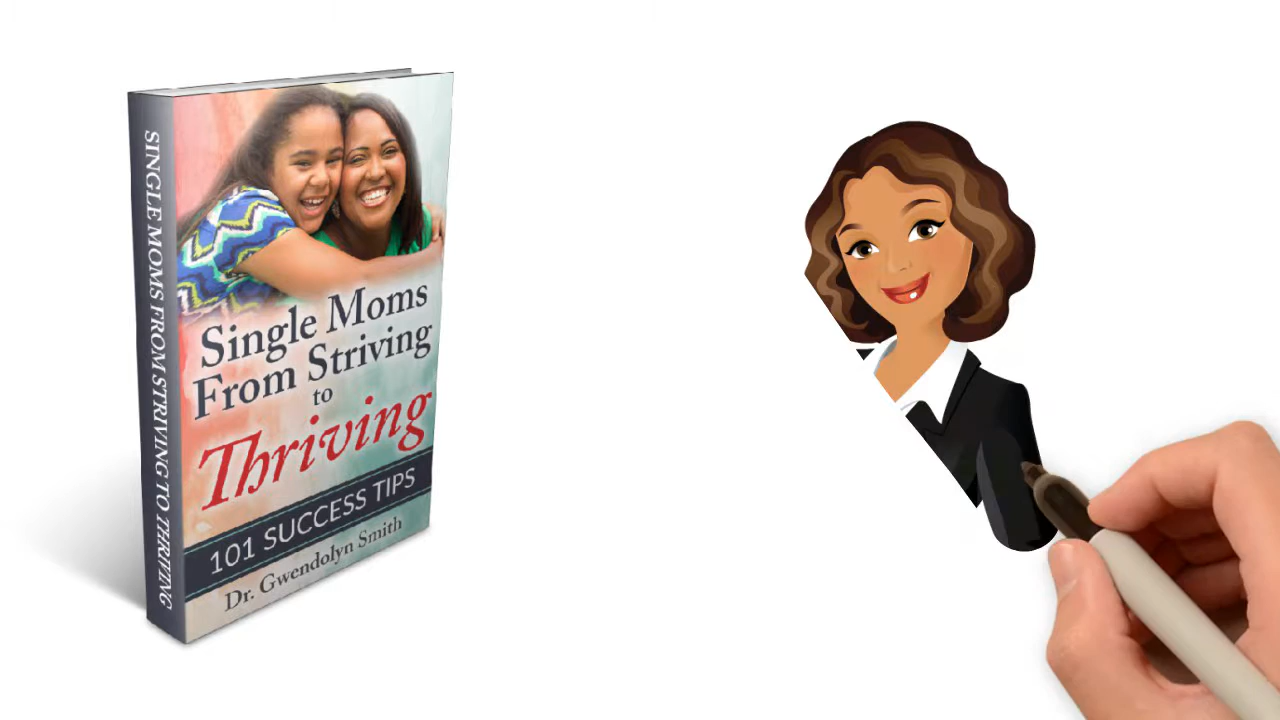 SINGLE MOMS FROM STRIVING TO THRIVING
Single Moms
From Striving
to
Thriving
101 SUCCESS TIPS
Dr. Gwendolyn Smith